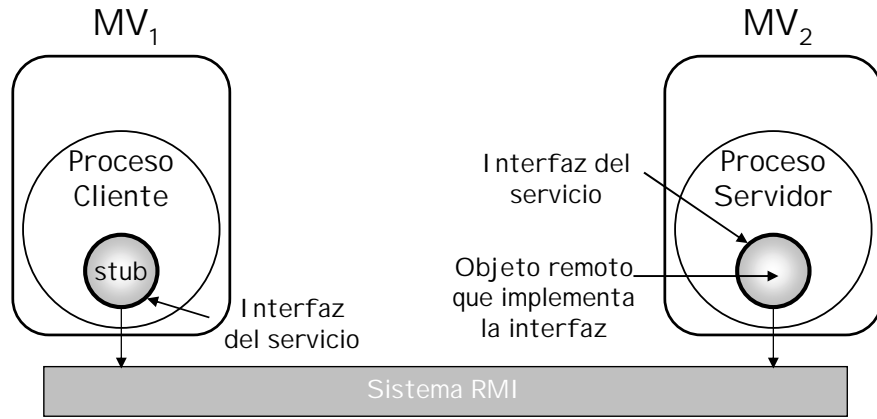 MV1
MV2
Proceso
Cliente
stub
Interfaz
del servicio
Interfaz del
servicio
Proceso
Servidor
Objeto remoto
que implementa
la interfaz
Sistema RMI